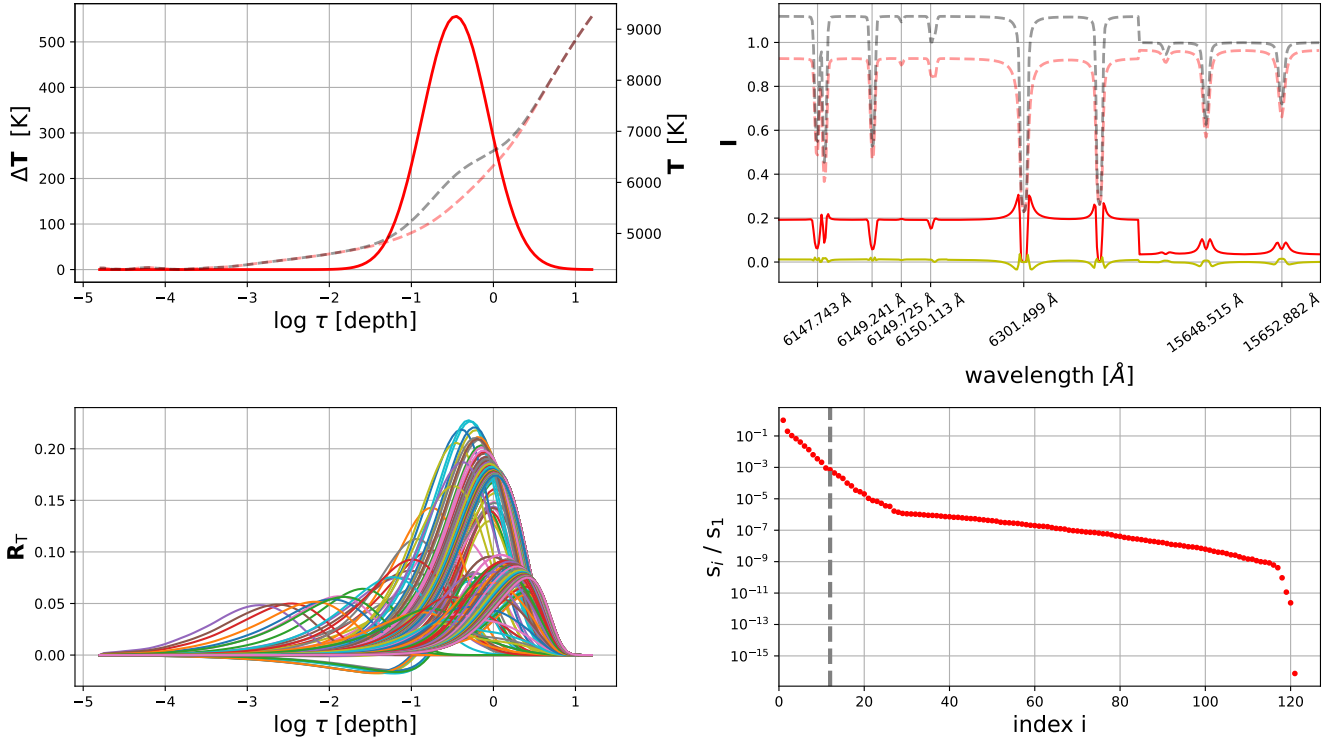 500
400
300
200
100
0
ΔT [K]
9000
8000
7000
6000
5000
T [K]
−5 −4 −3 −2 −1 0 1
log τ [depth]
1.0
0.8
0.6
0.4
0.2
0.0
I
6147.743 Å
6149.241 Å
6149.725 Å
6150.113 Å
6301.499 Å
15648.515 Å
15652.882 Å
wavelength [Å]
0.20
0.15
0.10
0.05
0.00
R_T
−5 −4 −3 −2 −1 0 1
log τ [depth]
10⁻¹
10⁻³
10⁻⁵
10⁻⁷
10⁻⁹
10⁻¹¹
10⁻¹³
10⁻¹⁵
s_i / s_1
0 20 40 60 80 100 120
index i